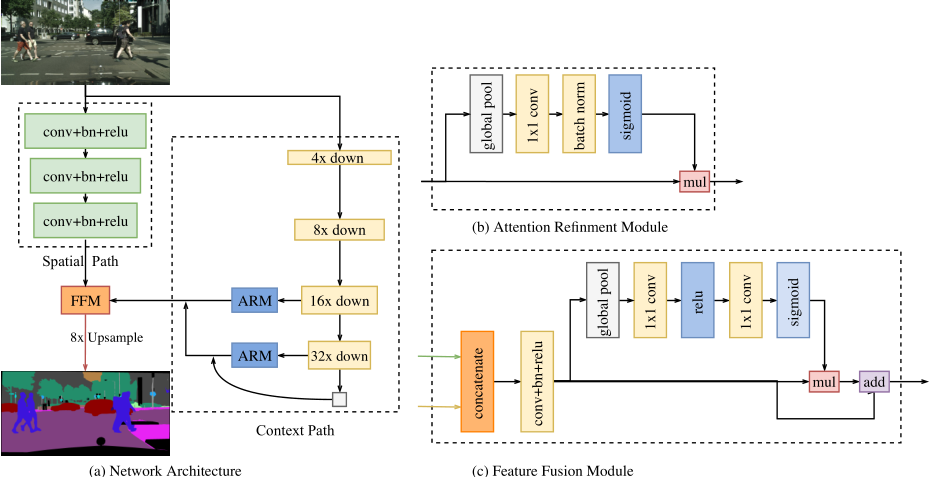 conv+bn+relu
conv+bn+relu
conv+bn+relu
Spatial Path
FFM
8x Upsample
4x down
8x down
ARM
16x down
ARM
32x down
Context Path
(a) Network Architecture
global pool
1x1 conv
batch norm
sigmoid
mul
(b) Attention Refinment Module
concatenate
conv+bn+relu
global pool
1x1 conv
relu
1x1 conv
sigmoid
mul
add
(c) Feature Fusion Module